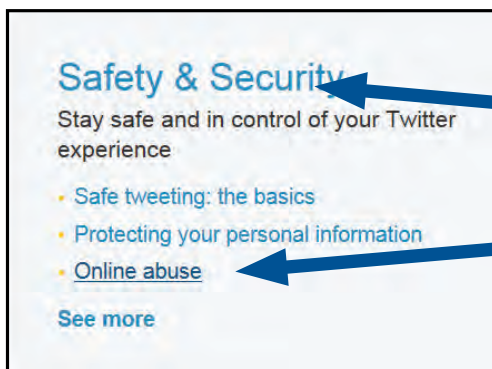 Safety & Security
Stay safe and in control of your Twitter
experience
Safe tweeting: the basics
Protecting your personal information
Online abuse
See more